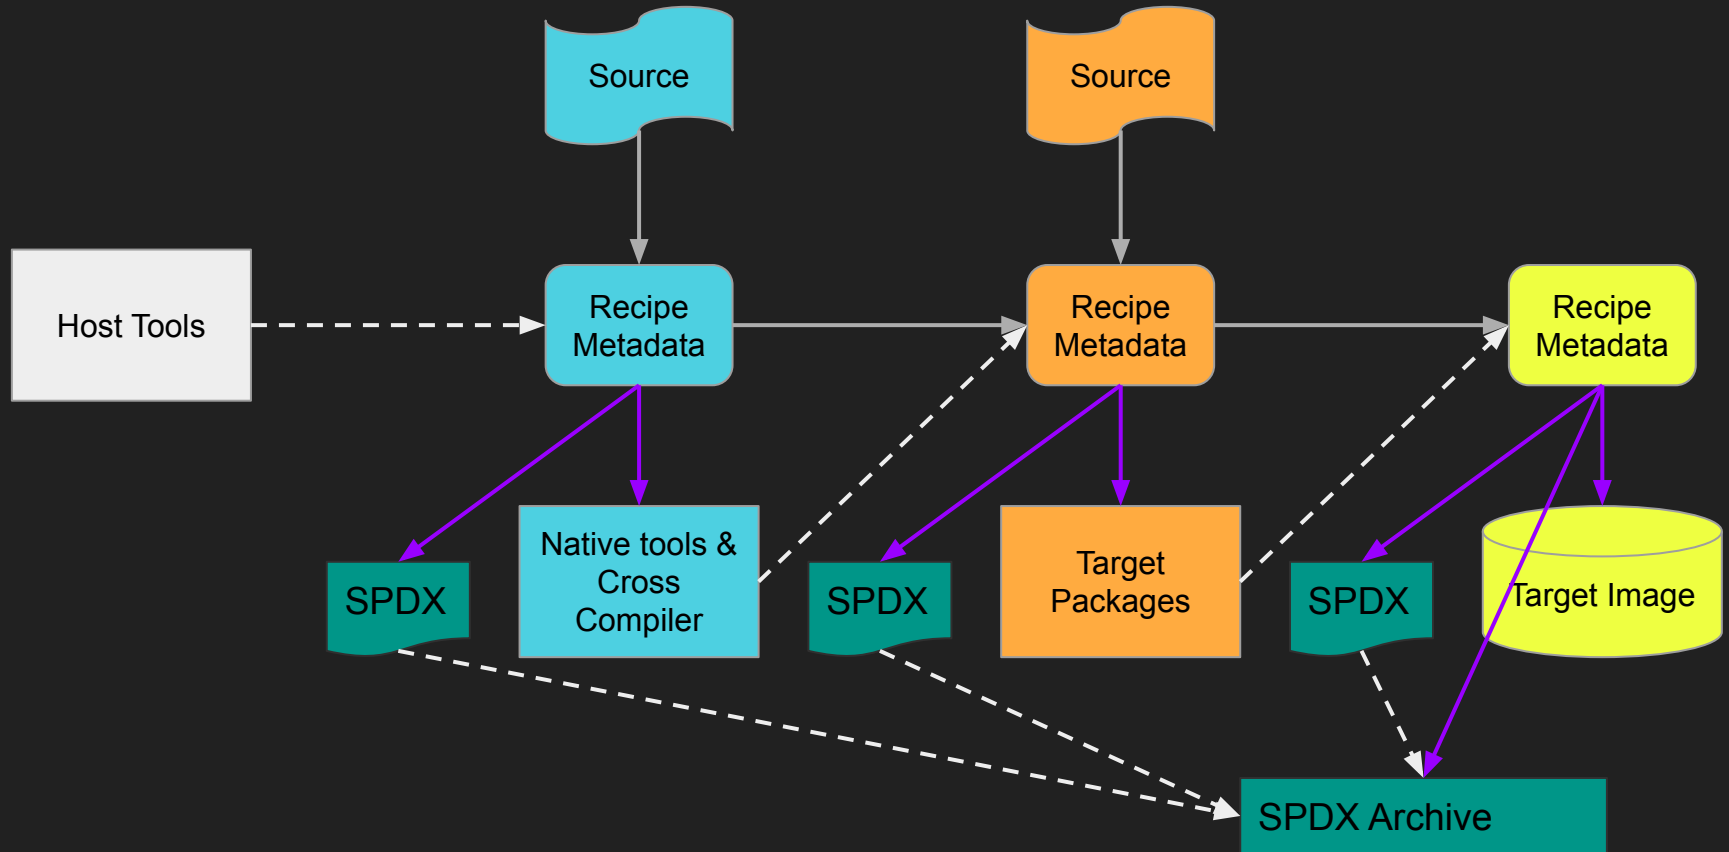 Source
Source
Host Tools
Recipe
Metadata
Recipe
Metadata
Recipe
Metadata
SPDX
Native tools &
Cross
Compiler
SPDX
Target
Packages
SPDX
Target Image
SPDX Archive